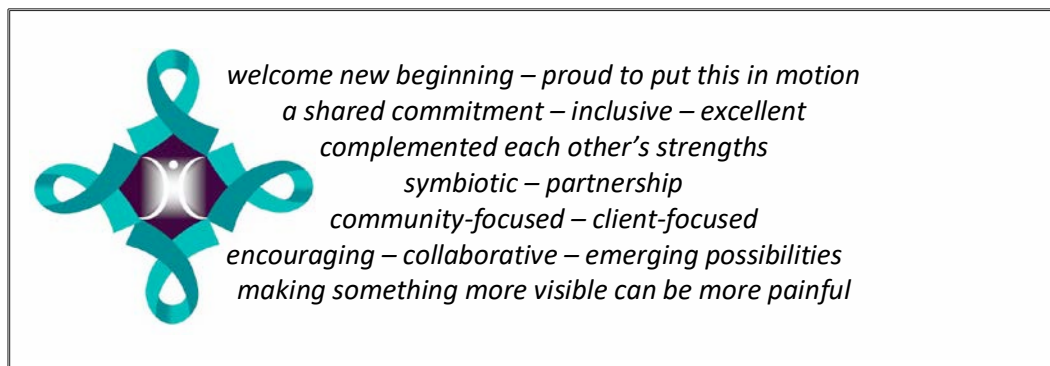 welcome new beginning – proud to put this in motion
a shared commitment – inclusive – excellent
complemented each other’s strengths
symbiotic – partnership
community-focused – client-focused
encouraging – collaborative – emerging possibilities
making something more visible can be more painful